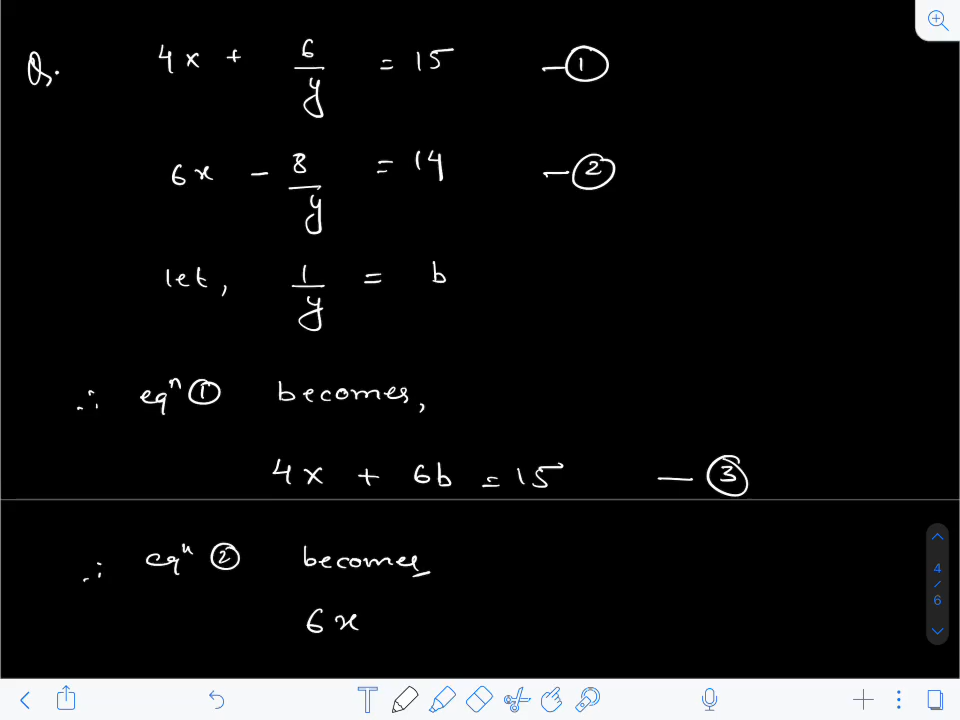 Q. 4x + 6/y = 15 — ①
6x - 8/y = 14 — ②
let, 1/y = b
∴ eqⁿ ① becomes,
4x + 6b = 15 — ③
∴ eqⁿ ② becomes
6x
4
/
6
T